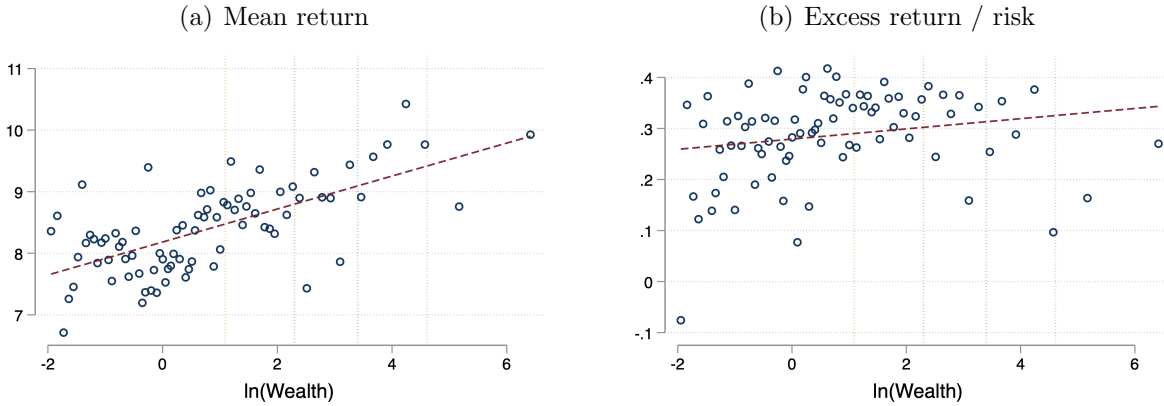 (a) Mean return
11
10
9
8
7
-2 0 2 4 6
ln(Wealth)
(b) Excess return / risk
.4
.3
.2
.1
0
-.1
-2 0 2 4 6
ln(Wealth)